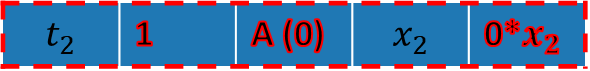 t₂ 1 A (0) x₂ 0*x₂